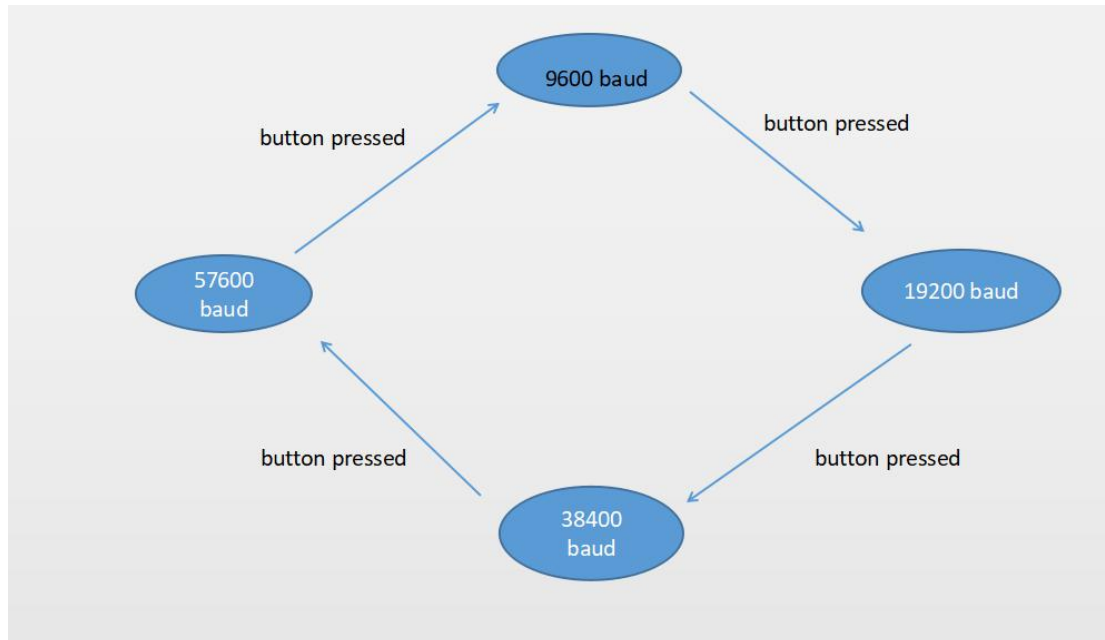 9600 baud
button pressed
button pressed
57600
baud
19200 baud
button pressed
button pressed
38400
baud